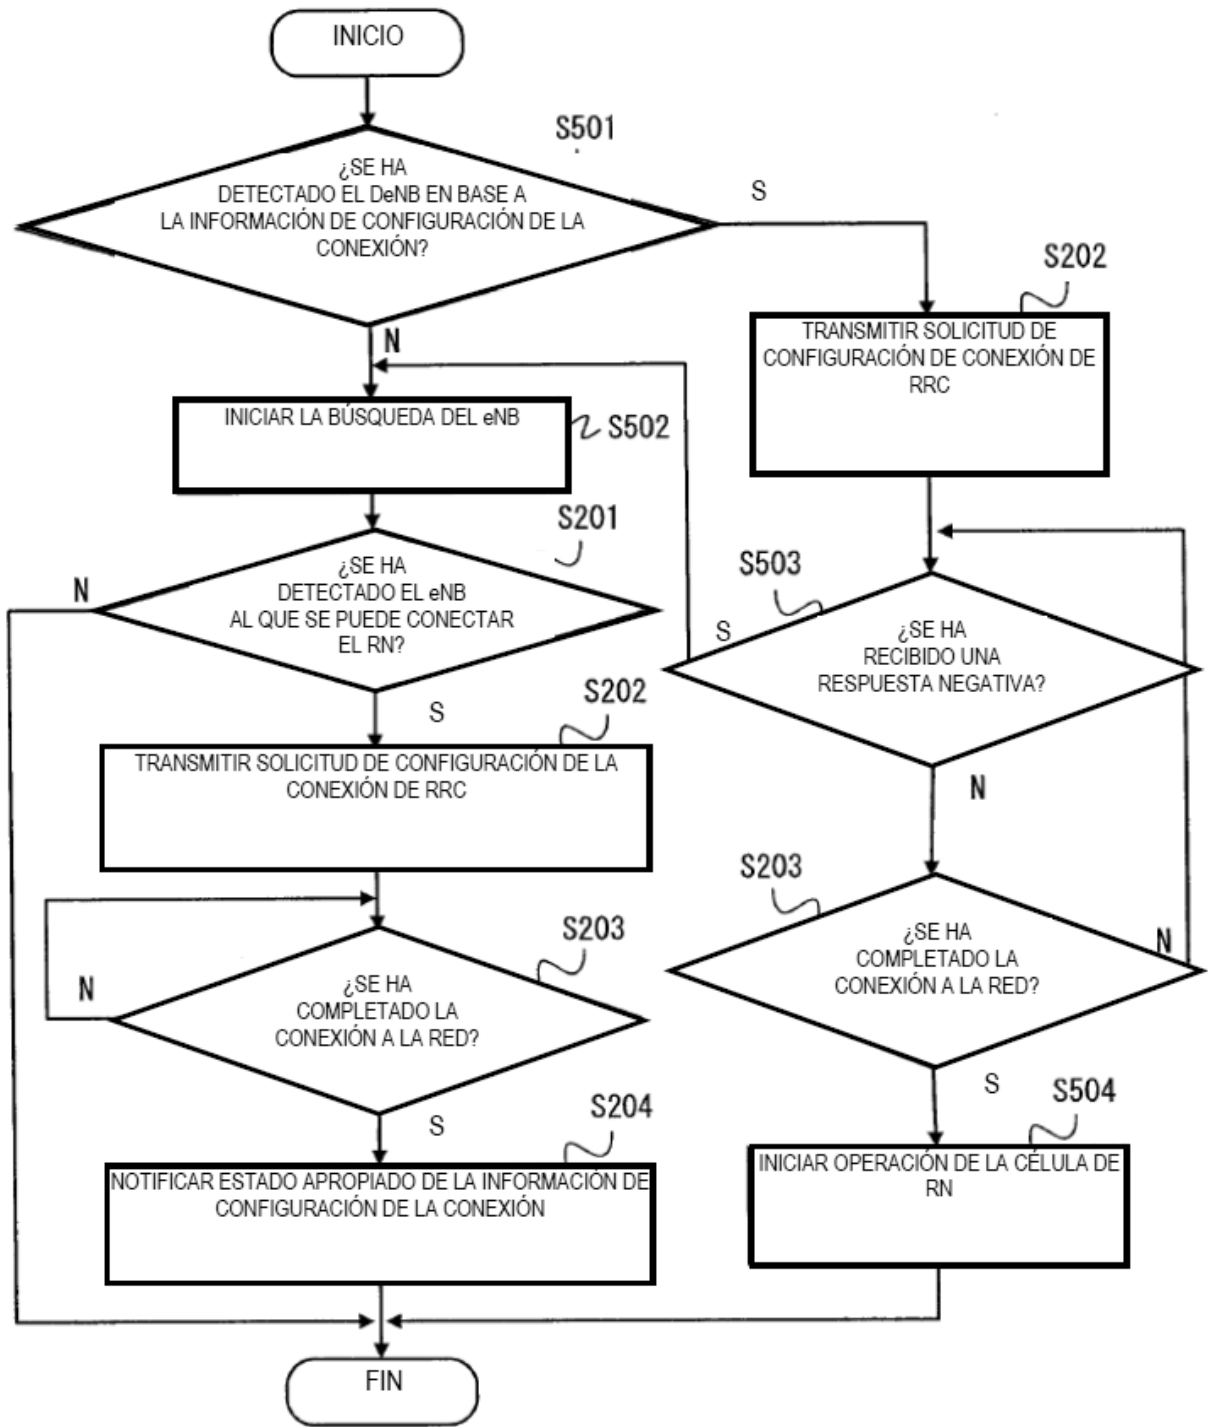 INICIO
S501
¿SE HA
DETECTADO EL DeNB EN BASE A
LA INFORMACIÓN DE CONFIGURACIÓN DE LA
CONEXIÓN?
S
N
S202
TRANSMITIR SOLICITUD DE
CONFIGURACIÓN DE CONEXIÓN DE
RRC
INICIAR LA BÚSQUEDA DEL eNB
S502
S201
¿SE HA
DETECTADO EL eNB
AL QUE SE PUEDE CONECTAR
EL RN?
N
S
S503
¿SE HA
RECIBIDO UNA
RESPUESTA NEGATIVA?
S
N
S202
TRANSMITIR SOLICITUD DE CONFIGURACIÓN DE LA
CONEXIÓN DE RRC
S203
¿SE HA
COMPLETADO LA
CONEXIÓN A LA RED?
N
S
S203
¿SE HA
COMPLETADO LA
CONEXIÓN A LA RED?
N
S
S204
NOTIFICAR ESTADO APROPIADO DE LA INFORMACIÓN DE
CONFIGURACIÓN DE LA CONEXIÓN
S504
INICIAR OPERACIÓN DE LA CÉLULA DE
RN
FIN